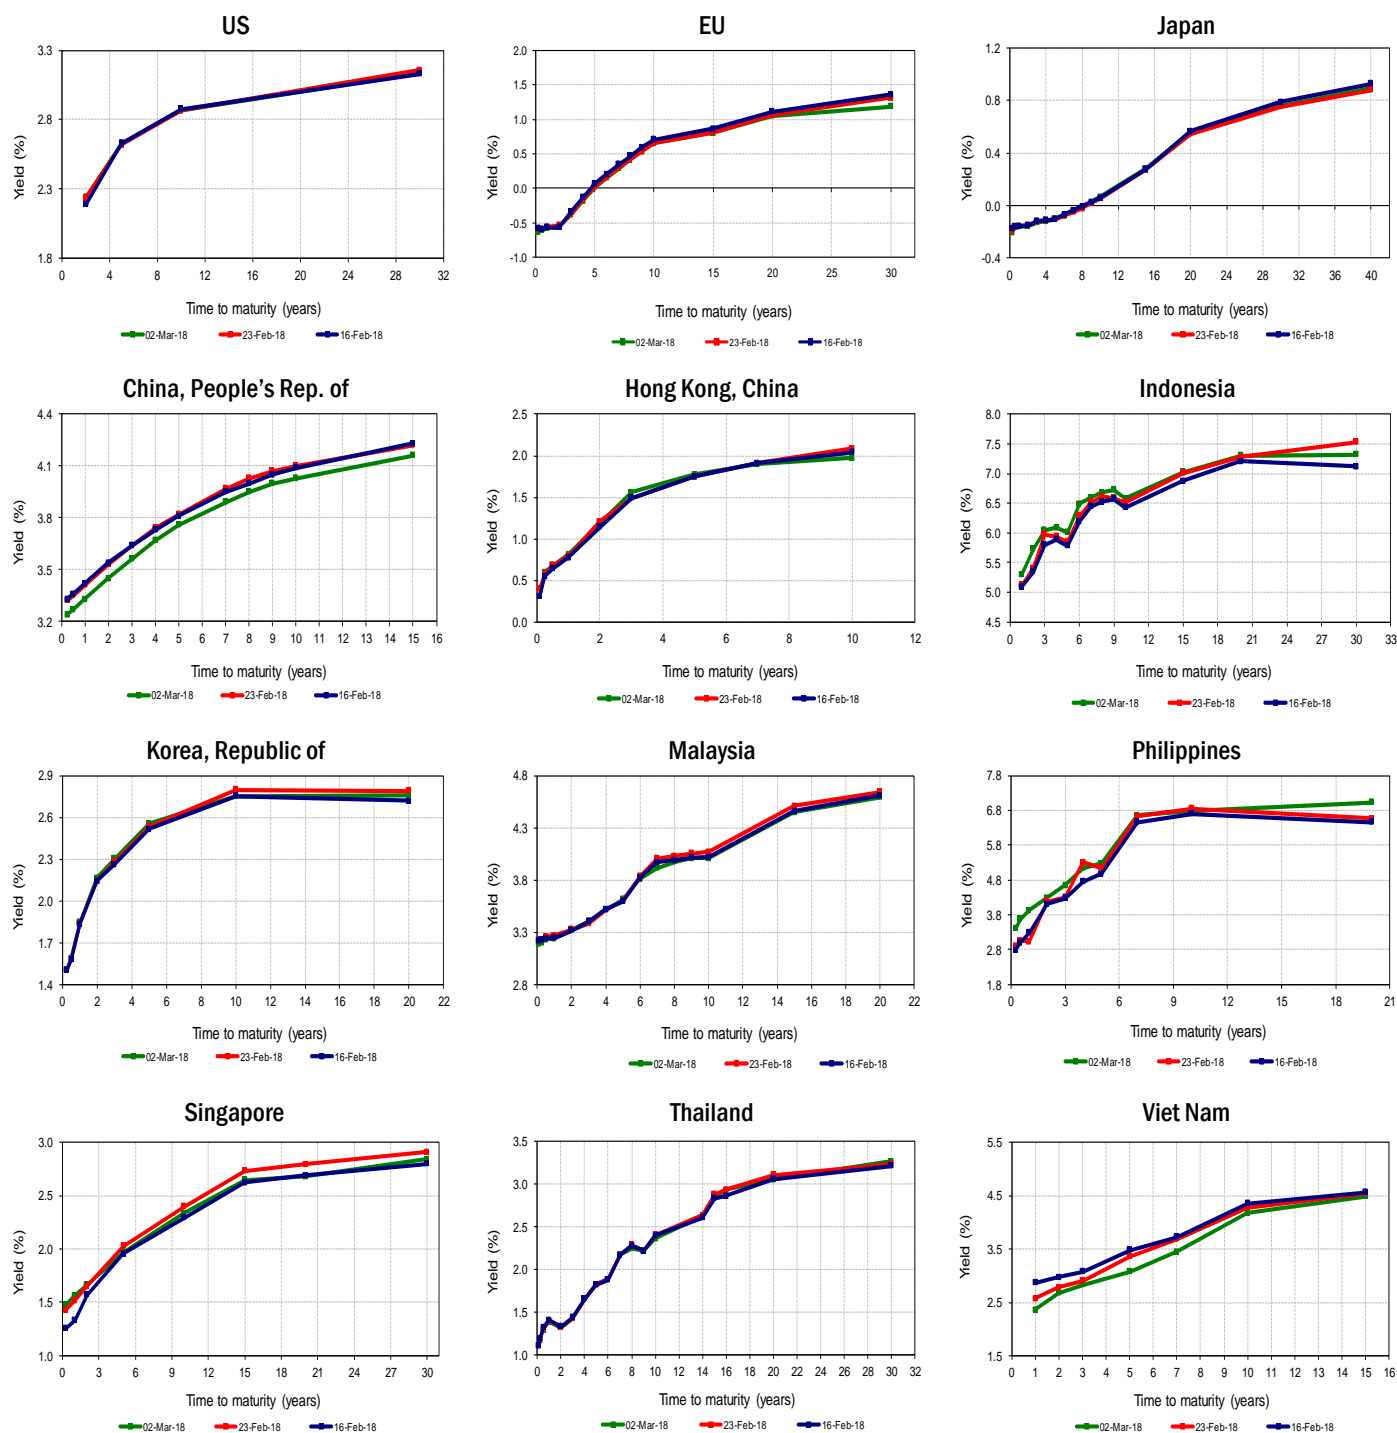 US
EU
Japan
3.3
2.8
2.3
1.8
Yield (%)
0 4 8 12 16 20 24 28 32
Time to maturity (years)
02-Mar-18 23-Feb-18 16-Feb-18
2.0
1.5
1.0
0.5
0.0
-0.5
-1.0
Yield (%)
0 5 10 15 20 25 30
Time to maturity (years)
02-Mar-18 23-Feb-18 16-Feb-18
1.2
0.8
0.4
0.0
-0.4
Yield (%)
0 4 8 12 16 20 24 28 32 36 40
Time to maturity (years)
02-Mar-18 23-Feb-18 16-Feb-18
China, People's Rep. of
Hong Kong, China
Indonesia
4.4
4.1
3.8
3.5
3.2
Yield (%)
0 1 2 3 4 5 6 7 8 9 10 11 12 13 14 15 16
Time to maturity (years)
02-Mar-18 23-Feb-18 16-Feb-18
2.5
2.0
1.5
1.0
0.5
0.0
Yield (%)
0 2 4 6 8 10 12
Time to maturity (years)
02-Mar-18 23-Feb-18 16-Feb-18
8.0
7.5
7.0
6.5
6.0
5.5
5.0
4.5
Yield (%)
0 3 6 9 12 15 18 21 24 27 30 33
Time to maturity (years)
02-Mar-18 23-Feb-18 16-Feb-18
Korea, Republic of
Malaysia
Philippines
2.9
2.6
2.3
2.0
1.7
1.4
Yield (%)
0 2 4 6 8 10 12 14 16 18 20 22
Time to maturity (years)
02-Mar-18 23-Feb-18 16-Feb-18
4.8
4.3
3.8
3.3
2.8
Yield (%)
0 2 4 6 8 10 12 14 16 18 20 22
Time to maturity (years)
02-Mar-18 23-Feb-18 16-Feb-18
7.8
6.8
5.8
4.8
3.8
2.8
1.8
Yield (%)
0 3 6 9 12 15 18 21
Time to maturity (years)
02-Mar-18 23-Feb-18 16-Feb-18
Singapore
Thailand
Viet Nam
3.0
2.5
2.0
1.5
1.0
Yield (%)
0 3 6 9 12 15 18 21 24 27 30
Time to maturity (years)
02-Mar-18 23-Feb-18 16-Feb-18
3.5
3.0
2.5
2.0
1.5
1.0
Yield (%)
0 2 4 6 8 10 12 14 16 18 20 22 24 26 28 30 32
Time to maturity (years)
02-Mar-18 23-Feb-18 16-Feb-18
5.5
4.5
3.5
2.5
1.5
Yield (%)
0 1 2 3 4 5 6 7 8 9 10 11 12 13 14 15 16
Time to maturity (years)
02-Mar-18 23-Feb-18 16-Feb-18